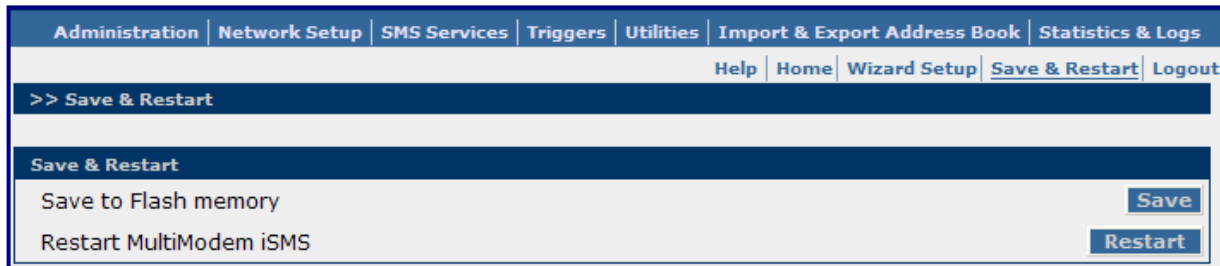 Administration | Network Setup | SMS Services | Triggers | Utilities | Import & Export Address Book | Statistics & Logs
Help | Home | Wizard Setup | Save & Restart | Logout
>> Save & Restart
Save & Restart
Save to Flash memory Save
Restart MultiModem iSMS Restart